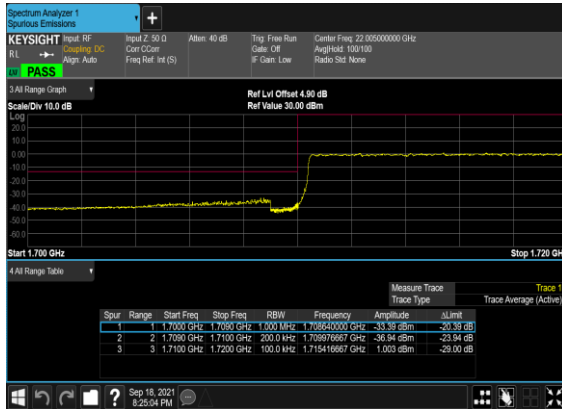 Spectrum Analyzer 1
Spurious Emissions
+
KEYSIGHT Input: RF Input Z: 50 Ω Atten: 40 dB Trig: Free Run Center Freq: 22.005000000 GHz
RL Coupling: DC Corr CCorr Gate: Off Avg|Hold: 100/100
Align: Auto Freq Ref: Int (S) IF Gain: Low Radio Std: None
PASS
3 All Range Graph
Ref Lvl Offset 4.90 dB
Scale/Div 10.0 dB Ref Value 30.00 dBm
Log
20.0
10.0
0.00
-10.0
-20.0
-30.0
-40.0
-50.0
-60.0
Start 1.700 GHz Stop 1.720 GH
4 All Range Table
Measure Trace Trace 1
Trace Type Trace Average (Active)
Spur Range Start Freq Stop Freq RBW Frequency Amplitude ΔLimit
1 1 1.7000 GHz 1.7090 GHz 1.000 MHz 1.708640000 GHz -33.39 dBm -20.39 dB
2 2 1.7090 GHz 1.7100 GHz 200.0 kHz 1.709976667 GHz -36.94 dBm -23.94 dB
3 3 1.7100 GHz 1.7200 GHz 100.0 kHz 1.715416667 GHz 1.003 dBm -29.00 dB
? Sep 18, 2021
8:25:04 PM